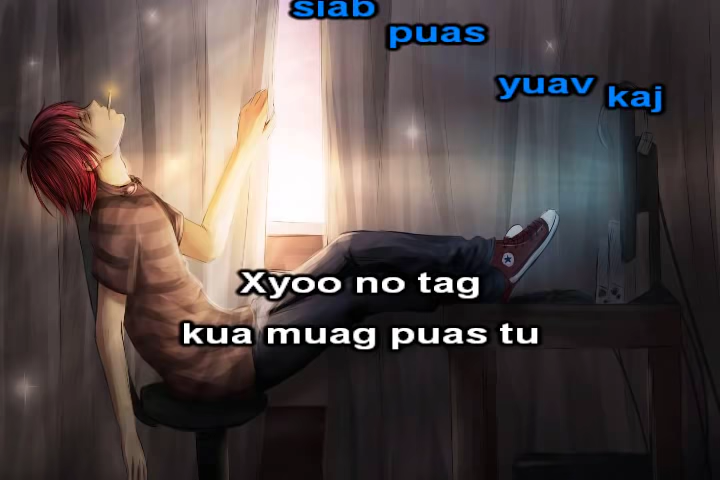 siab
puas
yuav
kaj
Xyoo no tag
kua muag puas tu